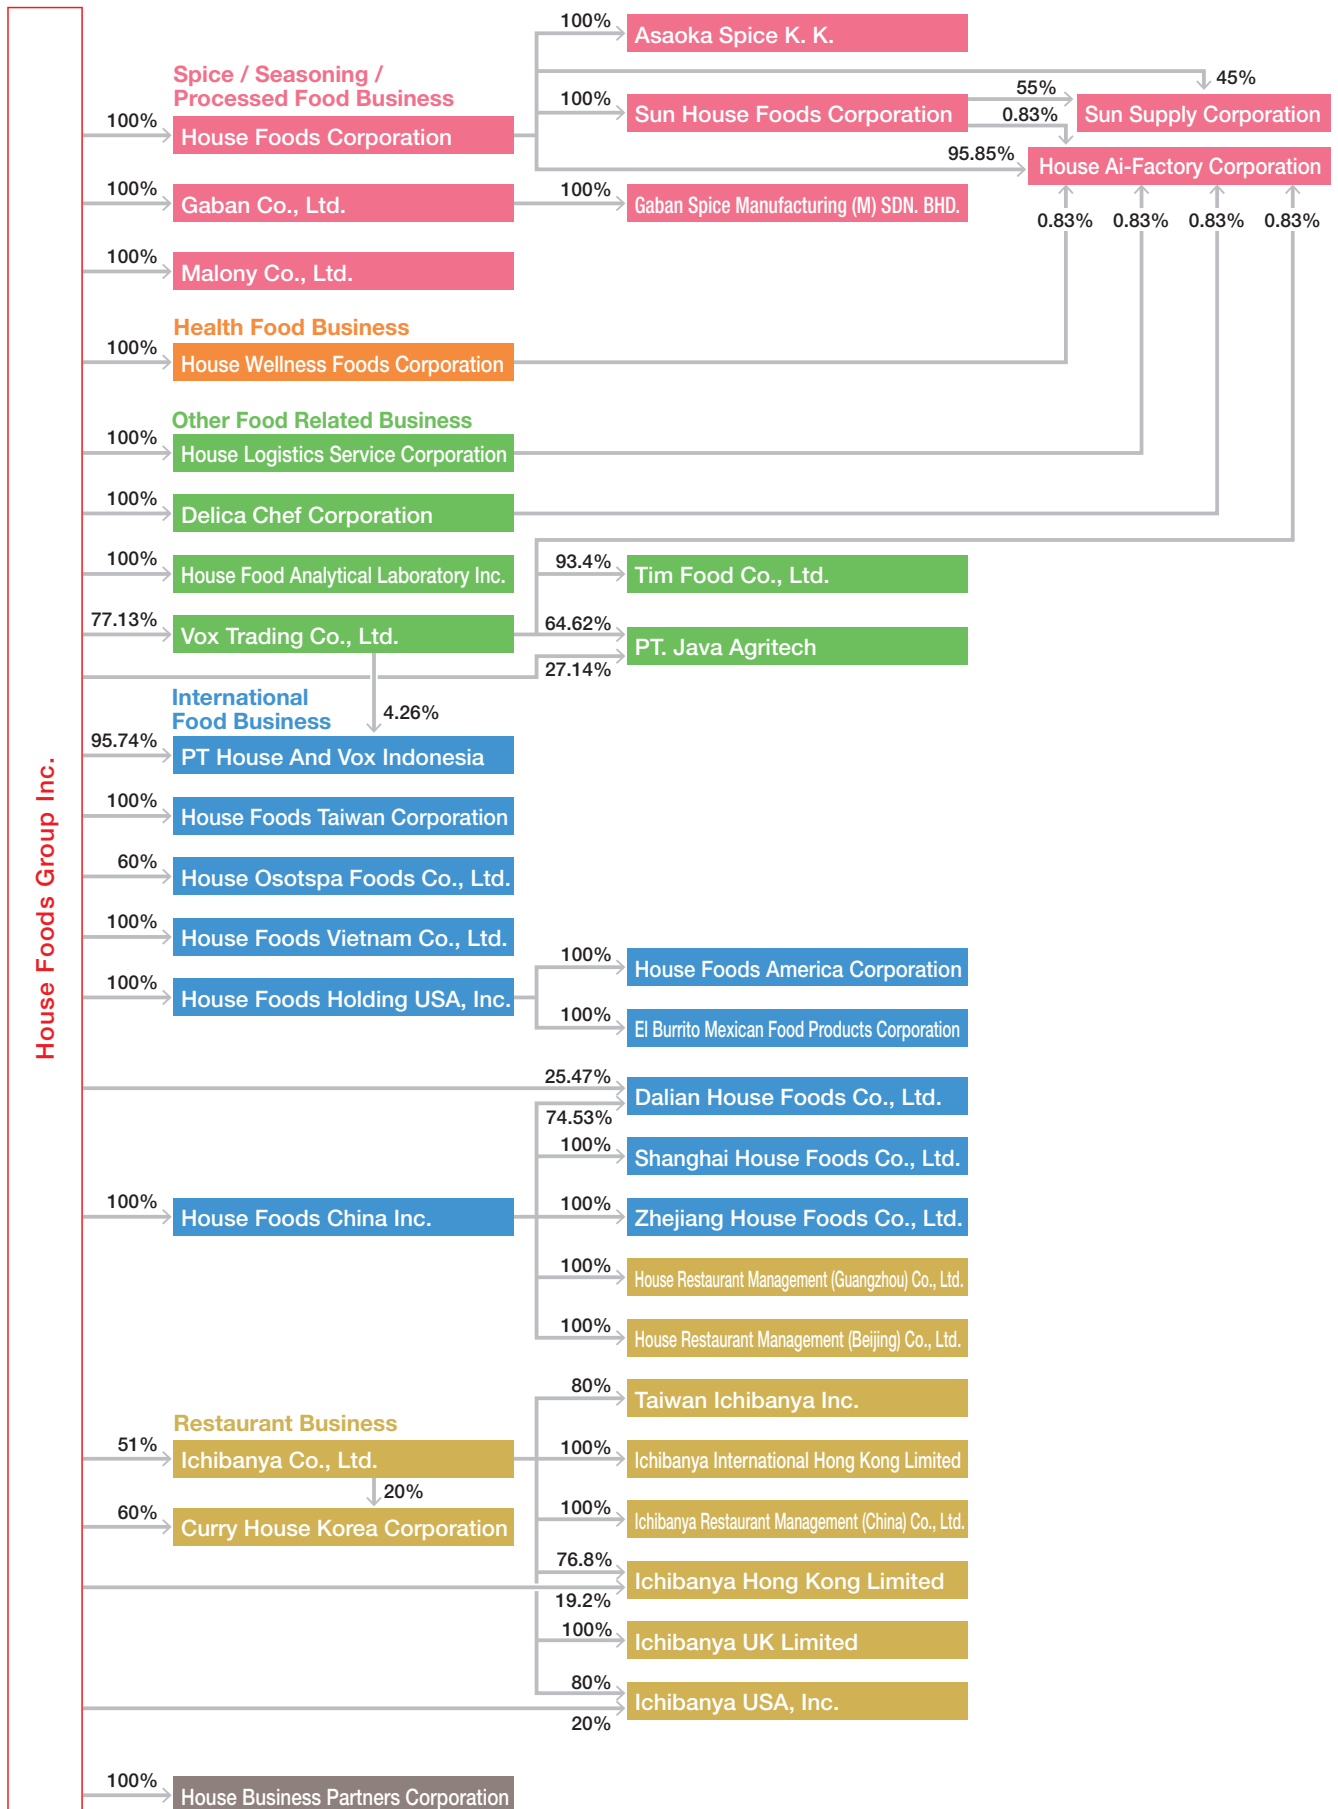 House Foods Group Inc.
100%
Asaoka Spice K. K.
Spice / Seasoning /
Processed Food Business
45%
100%
Sun House Foods Corporation
55%
0.83%
Sun Supply Corporation
100%
House Foods Corporation
95.85%
House Ai-Factory Corporation
100%
Gaban Co., Ltd.
100%
Gaban Spice Manufacturing (M) SDN. BHD.
0.83%
0.83%
0.83%
0.83%
100%
Malony Co., Ltd.
Health Food Business
100%
House Wellness Foods Corporation
Other Food Related Business
100%
House Logistics Service Corporation
100%
Delica Chef Corporation
100%
House Food Analytical Laboratory Inc.
93.4%
Tim Food Co., Ltd.
77.13%
Vox Trading Co., Ltd.
64.62%
PT. Java Agritech
27.14%
International
Food Business
4.26%
95.74%
PT House And Vox Indonesia
100%
House Foods Taiwan Corporation
60%
House Osotspa Foods Co., Ltd.
100%
House Foods Vietnam Co., Ltd.
100%
House Foods America Corporation
100%
House Foods Holding USA, Inc.
100%
El Burrito Mexican Food Products Corporation
25.47%
Dalian House Foods Co., Ltd.
74.53%
100%
Shanghai House Foods Co., Ltd.
100%
House Foods China Inc.
100%
Zhejiang House Foods Co., Ltd.
100%
House Restaurant Management (Guangzhou) Co., Ltd.
100%
House Restaurant Management (Beijing) Co., Ltd.
80%
Taiwan Ichibanya Inc.
Restaurant Business
51%
Ichibanya Co., Ltd.
100%
Ichibanya International Hong Kong Limited
20%
60%
Curry House Korea Corporation
100%
Ichibanya Restaurant Management (China) Co., Ltd.
76.8%
Ichibanya Hong Kong Limited
19.2%
100%
Ichibanya UK Limited
80%
Ichibanya USA, Inc.
20%
100%
House Business Partners Corporation